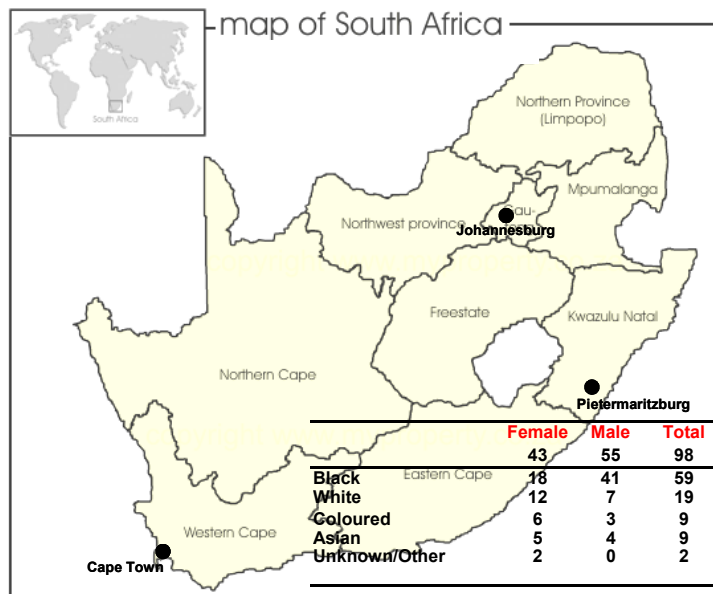 map of South Africa
South Africa
Northern Province
(Limpopo)
Mpumalanga
Northwest province
Gau-
Johannesburg
Freestate
Kwazulu Natal
Northern Cape
Pietermaritzburg
Female Male Total
43 55 98
Eastern Cape
Black 18 41 59
White 12 7 19
Coloured 6 3 9
Western Cape
Asian 5 4 9
Unknown/Other 2 0 2
Cape Town